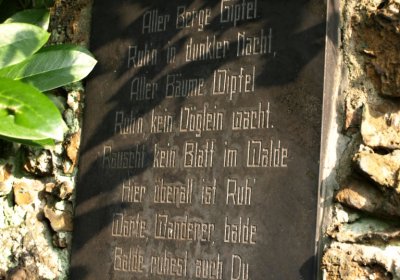 Aller Berge Gipfel
Ruhn in dunkler Nacht,
Aller Bäume Wipfel
Ruhn kein Vöglein wacht.
Rauscht kein Blatt im Walde
Hier überall ist Ruh'
Warte, Wanderer, balde
Balde ruhest auch Du